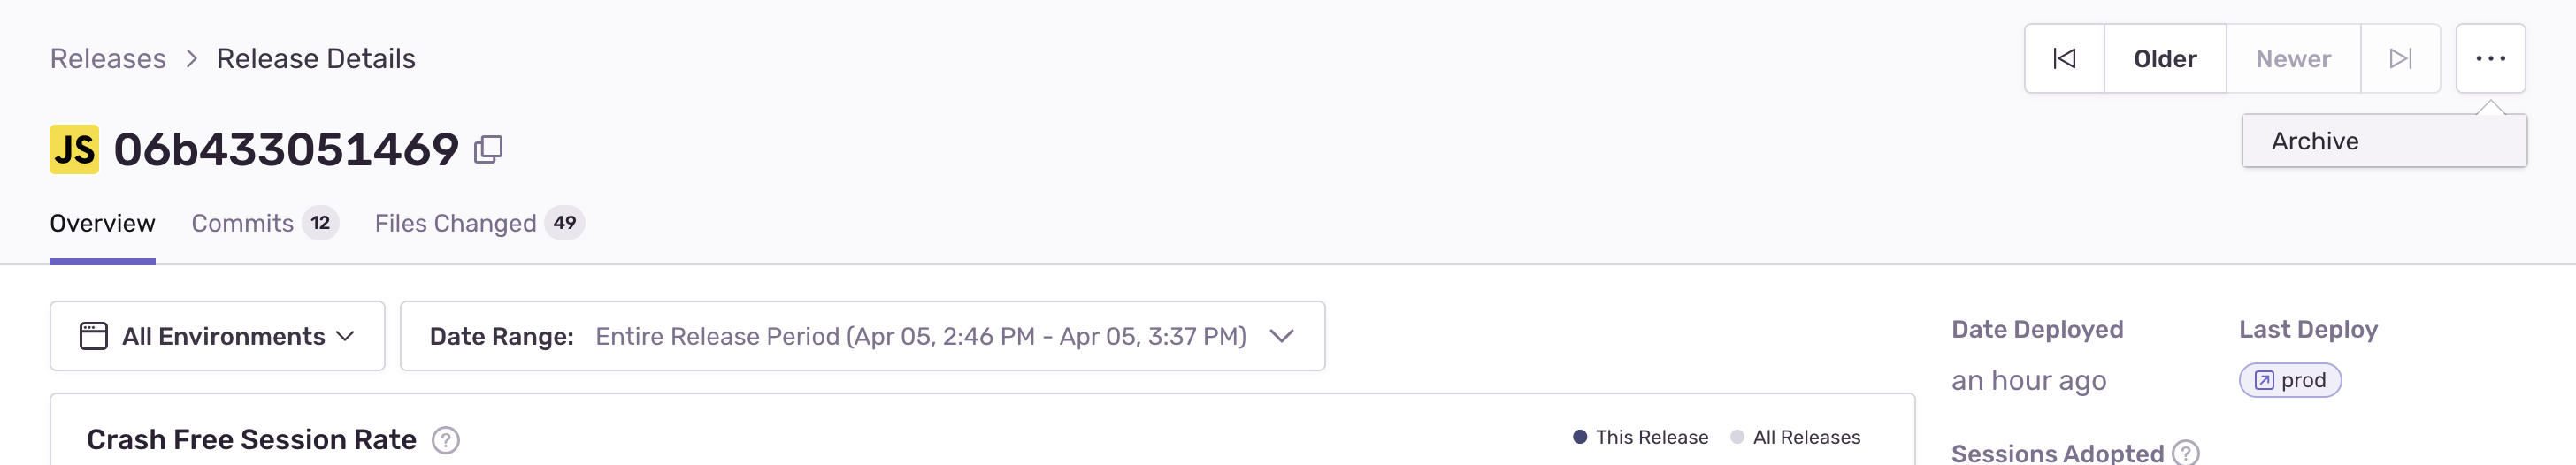 Releases > Release Details
Older
Newer
...
Archive
JS 06b433051469
Overview
Commits 12
Files Changed 49
All Environments
Date Range: Entire Release Period (Apr 05, 2:46 PM - Apr 05, 3:37 PM)
Date Deployed
an hour ago
Last Deploy
prod
Crash Free Session Rate ?
This Release
All Releases
Sessions Adopted ?